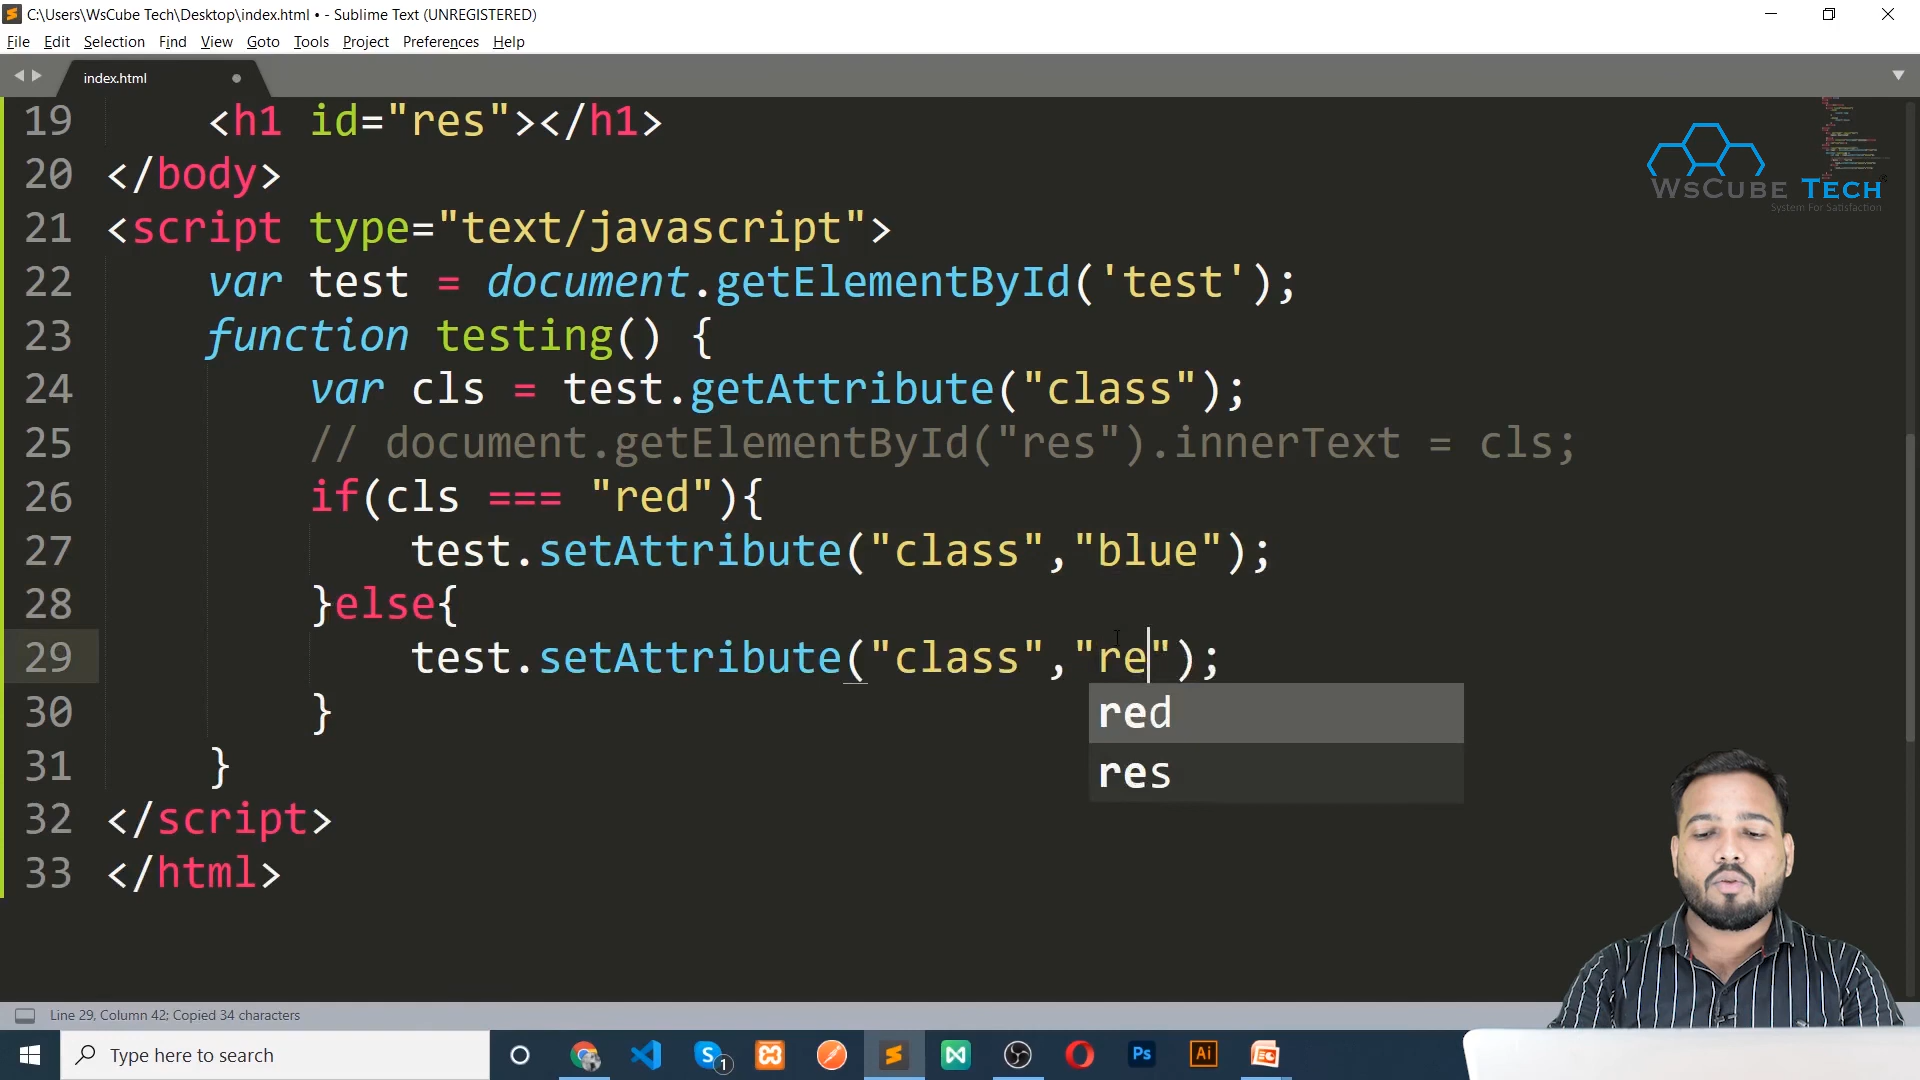 C:\Users\WsCube Tech\Desktop\index.html • - Sublime Text (UNREGISTERED)
File Edit Selection Find View Goto Tools Project Preferences Help
index.html
19 <h1 id="res"></h1>
20 </body>
21 <script type="text/javascript">
22 var test = document.getElementById('test');
23 function testing() {
24 var cls = test.getAttribute("class");
25 // document.getElementById("res").innerText = cls;
26 if(cls === "red"){
27 test.setAttribute("class","blue");
28 }else{
29 test.setAttribute("class","re");
30 }
31 }
32 </script>
33 </html>
red
res
WsCube Tech
System For Satisfaction
Line 29, Column 42; Copied 34 characters
Type here to search
S 1
Ps
Ai